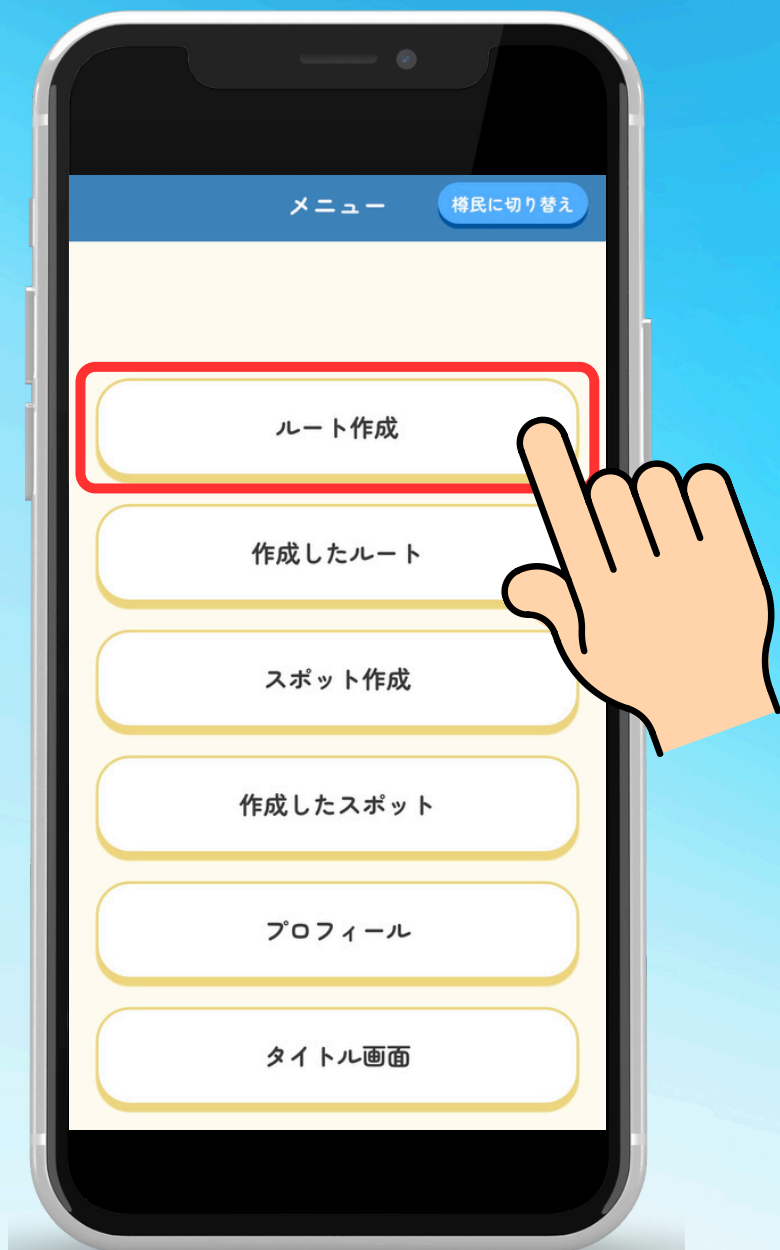 メニュー
樽民に切り替え
ルート作成
作成したルート
スポット作成
作成したスポット
プロフィール
タイトル画面